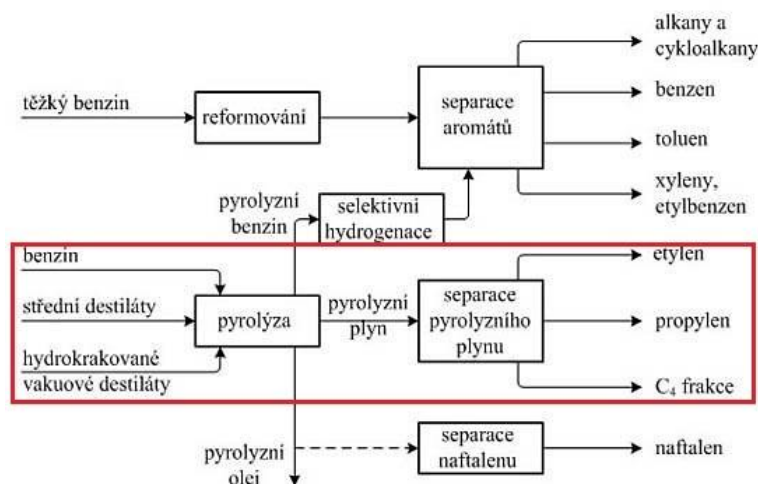 alkany a
cykloalkany
těžký benzin
reformování
separace
aromátů
benzen
toluen
xyleny,
etylbenzen
pyrolyzní
benzin
selektivní
hydrogenace
benzin
střední destiláty
hydrokrakované
vakuové destiláty
pyrolýza
pyrolyzní
plyn
separace
pyrolyzního
plynu
etylen
propylen
C₄ frakce
pyrolyzní
olej
separace
naftalenu
naftalen